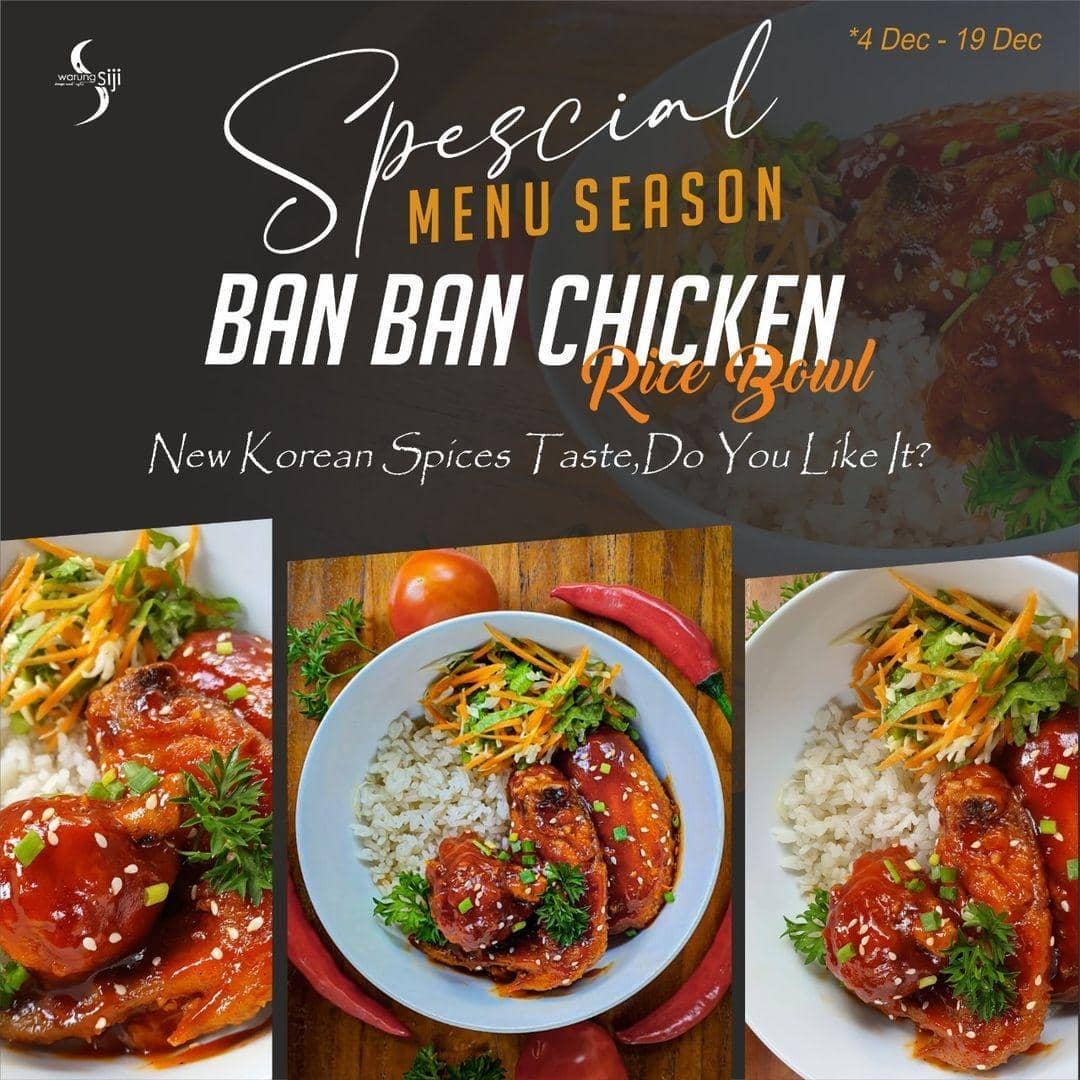 warung
Siji
*4 Dec - 19 Dec
Spescial
MENU SEASON
BAN BAN CHICKEN
Rice Bowl
New Korean Spices Taste,Do You Like It?